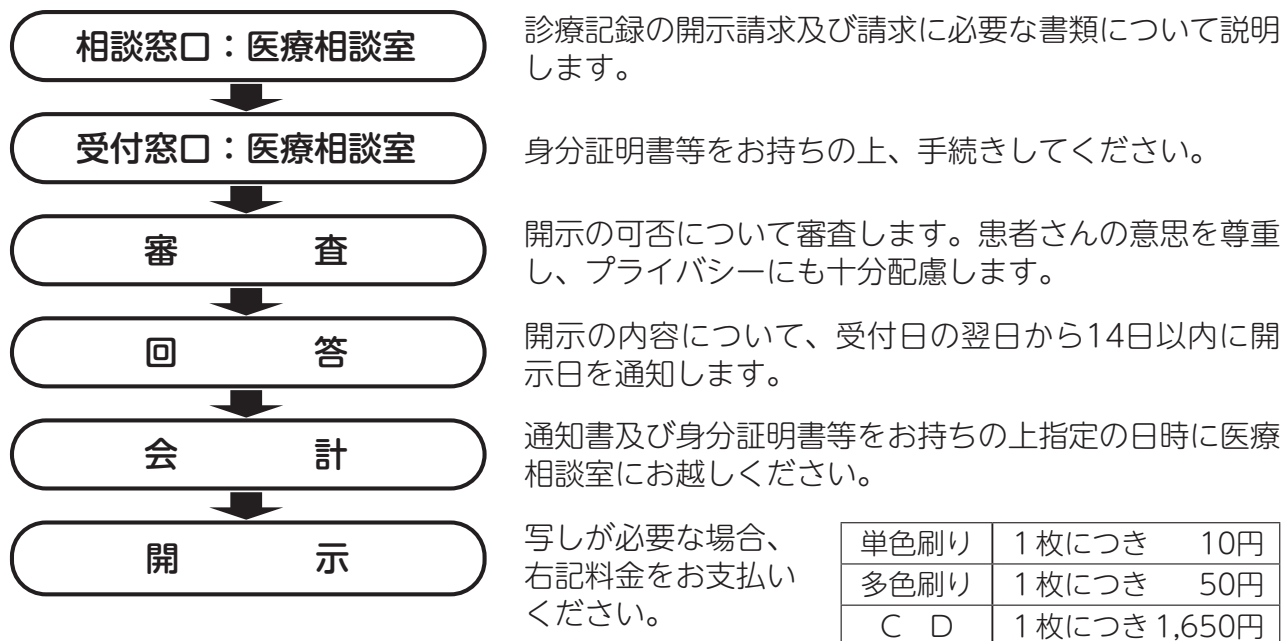 相談窓口：医療相談室
診療記録の開示請求及び請求に必要な書類について説明
します。
受付窓口：医療相談室
身分証明書等をお持ちの上、手続きしてください。
審　査
開示の可否について審査します。患者さんの意思を尊重
し、プライバシーにも十分配慮します。
回　答
開示の内容について、受付日の翌日から14日以内に開
示日を通知します。
会　計
通知書及び身分証明書等をお持ちの上指定の日時に医療
相談室にお越しください。
開　示
写しが必要な場合、
右記料金をお支払い
ください。
単色刷り 1枚につき 10円
多色刷り 1枚につき 50円
ＣＤ 1枚につき 1,650円